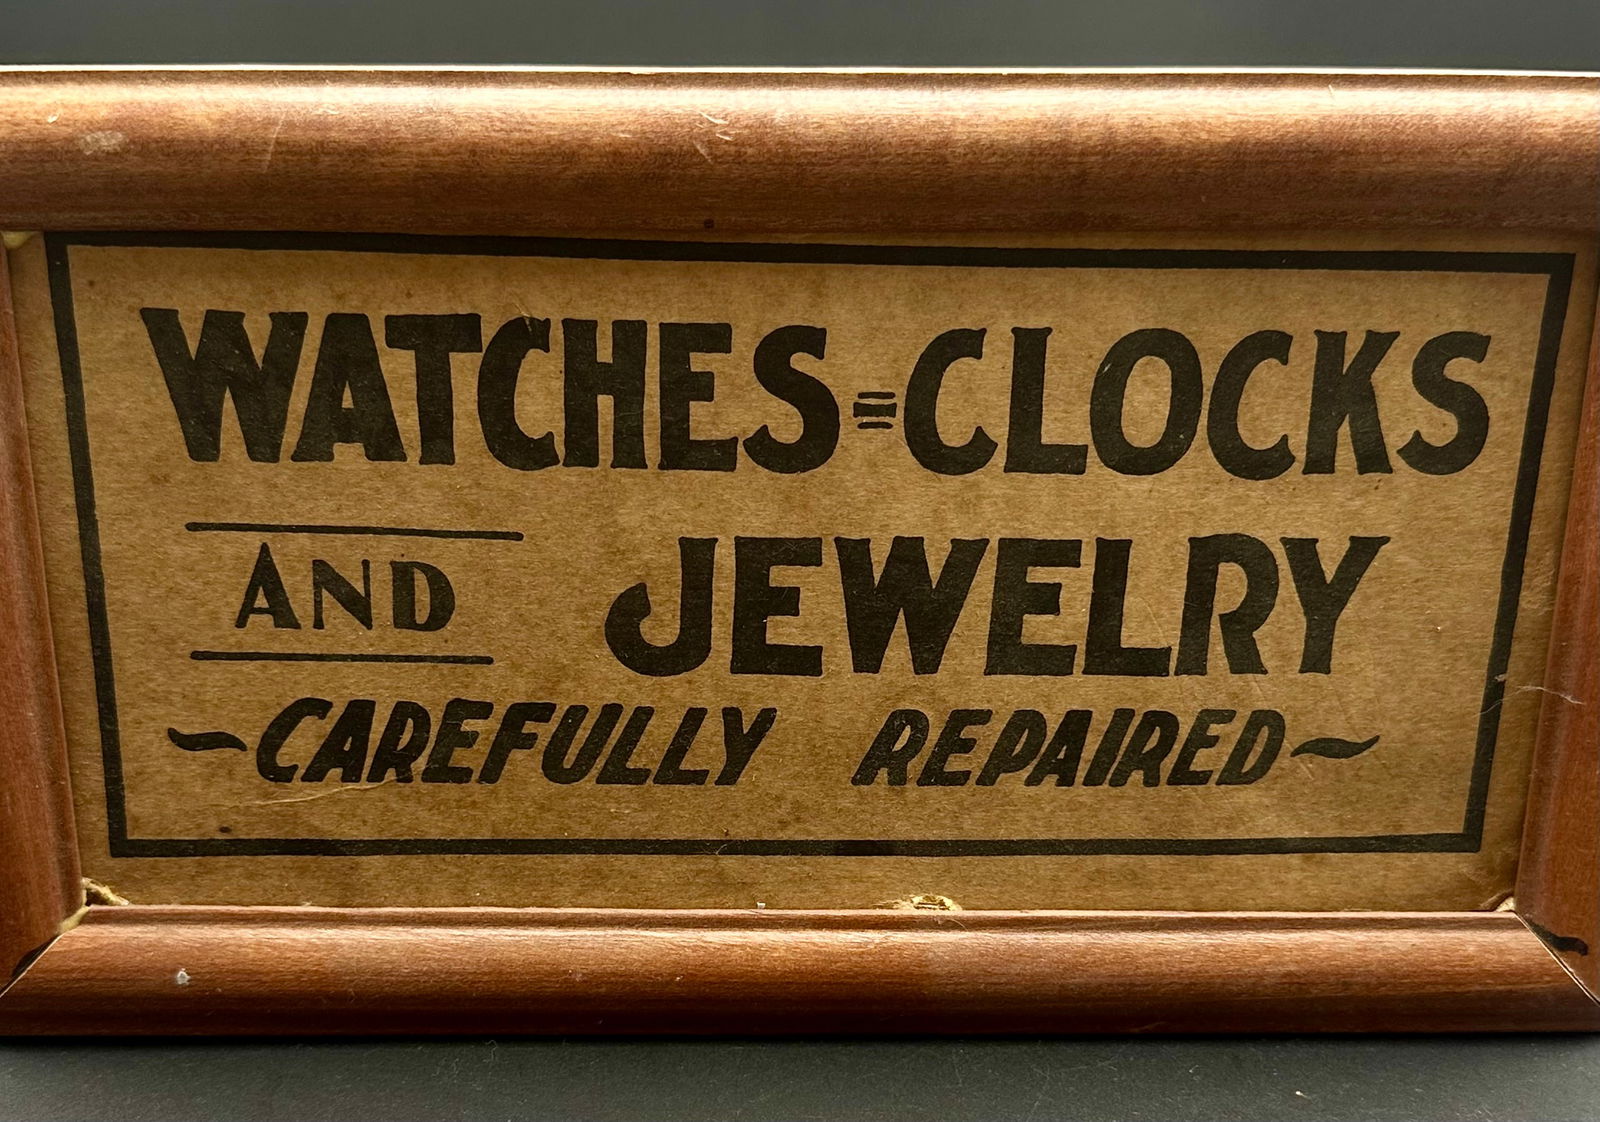 WATCHES=CLOCKS
AND JEWELRY
~CAREFULLY REPAIRED~